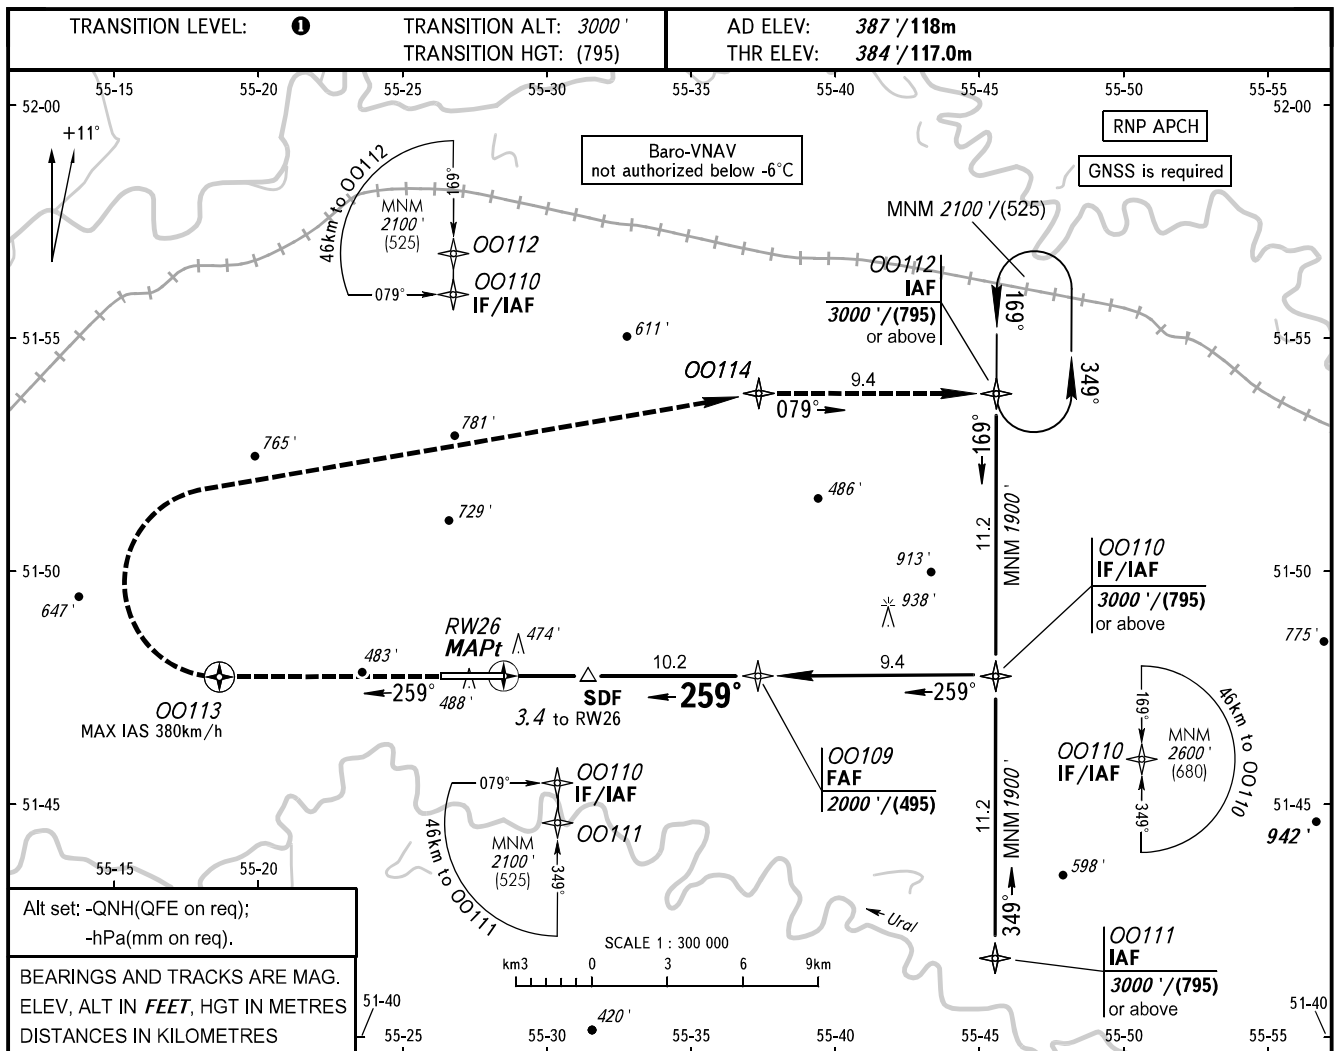 TRANSITION LEVEL: 1
TRANSITION ALT: 3000 '
TRANSITION HGT: (795)
AD ELEV: 387 '/118m
THR ELEV: 384 '/117.0m
55-15 55-20 55-25 55-30 55-35 55-40 55-45 55-50 55-55
52-00 52-00
+11°
RNP APCH
Baro-VNAV
not authorized below -6°C
GNSS is required
46km to OO112
169°
MNM
2100 '
(525)
OO112
079°
OO110
IF/IAF
MNM 2100 '/(525)
OO112
IAF
3000 '/(795)
or above
169°
349°
51-55 51-55
611 '
OO114
9.4
079°
781 '
765 '
169°
486 '
729 '
11.2
MNM 1900 '
OO110
IF/IAF
3000 '/(795)
or above
913 '
938 '
51-50 51-50
647 '
775 '
RW26
MAPt
474 '
483 '
10.2
9.4
259°
488 '
SDF
259°
259°
3.4 to RW26
OO113
MAX IAS 380km/h
169°
46km to OO110
MNM
2600 '
(680)
OO110
IF/IAF
349°
OO109
FAF
2000 '/(495)
079°
OO110
IF/IAF
OO111
46km to OO111
MNM
2100 '
(525)
349°
51-45 51-45
942 '
11.2
MNM 1900 '
349°
598 '
55-15 55-20
Ural
OO111
IAF
3000 '/(795)
or above
Alt set: -QNH(QFE on req);
-hPa(mm on req).
SCALE 1 : 300 000
km3 0 3 6 9km
BEARINGS AND TRACKS ARE MAG.
ELEV, ALT IN FEET, HGT IN METRES
DISTANCES IN KILOMETRES
51-40 51-40
420 '
55-25 55-30 55-35 55-40 55-45 55-50 55-55